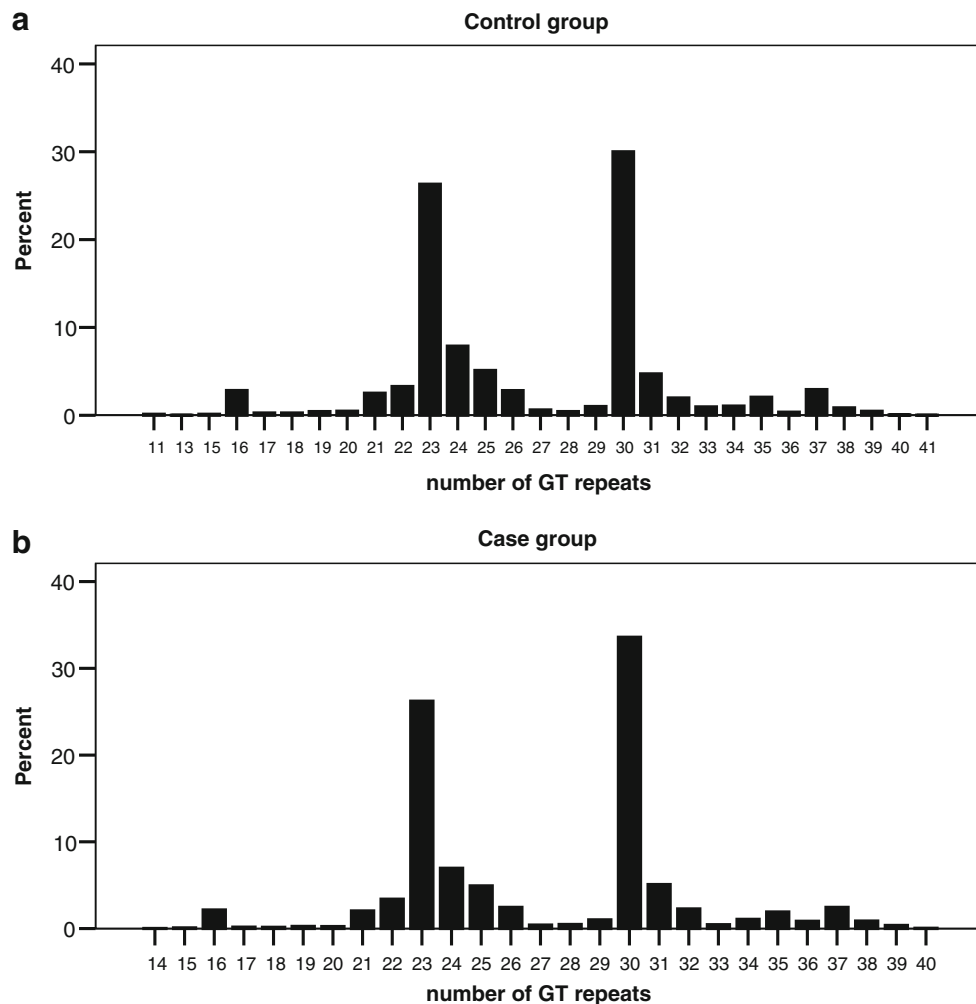 a
Control group
Percent
40
30
20
10
0
11 13 15 16 17 18 19 20 21 22 23 24 25 26 27 28 29 30 31 32 33 34 35 36 37 38 39 40 41
number of GT repeats
b
Case group
Percent
40
30
20
10
0
14 15 16 17 18 19 20 21 22 23 24 25 26 27 28 29 30 31 32 33 34 35 36 37 38 39 40
number of GT repeats